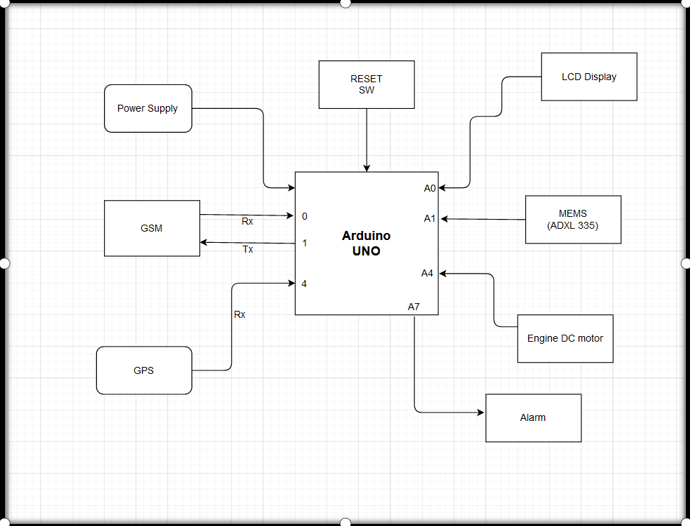 RESET
SW
LCD Display
Power Supply
A0
GSM
Rx
0
Arduino
UNO
A1
MEMS
(ADXL 335)
Tx
1
A4
4
A7
Rx
Engine DC motor
GPS
Alarm